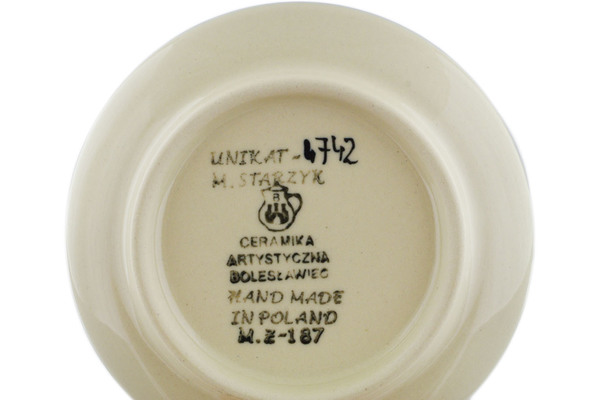 UNIKAT-4742
M. STARZYK
B
CERAMIKA
ARTYSTYCZNA
BOLESŁAWIEC
HAND MADE
IN POLAND
M.Z-187